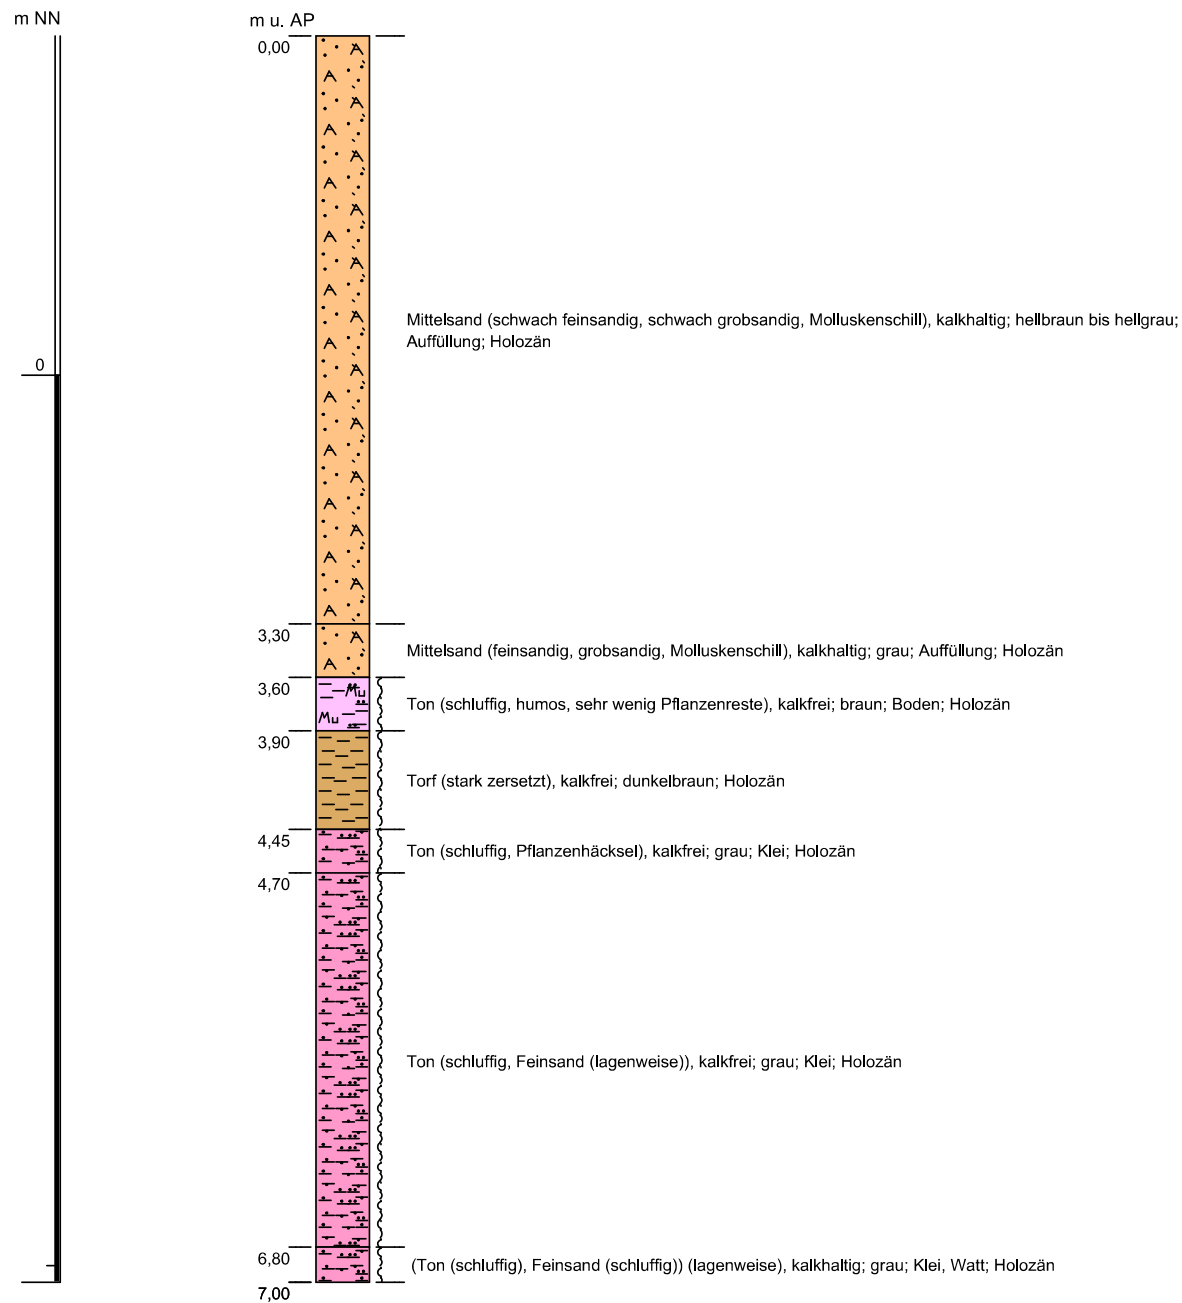 m NN
m u. AP
0,00
Mittelsand (schwach feinsandig, schwach grobsandig, Molluskenschill), kalkhaltig; hellbraun bis hellgrau;
Auffüllung; Holozän
0
3,30
Mittelsand (feinsandig, grobsandig, Molluskenschill), kalkhaltig; grau; Auffüllung; Holozän
3,60
Mu
Mu
Ton (schluffig, humos, sehr wenig Pflanzenreste), kalkfrei; braun; Boden; Holozän
3,90
Torf (stark zersetzt), kalkfrei; dunkelbraun; Holozän
4,45
Ton (schluffig, Pflanzenhäcksel), kalkfrei; grau; Klei; Holozän
4,70
Ton (schluffig, Feinsand (lagenweise)), kalkfrei; grau; Klei; Holozän
6,80
(Ton (schluffig), Feinsand (schluffig)) (lagenweise), kalkhaltig; grau; Klei, Watt; Holozän
7,00